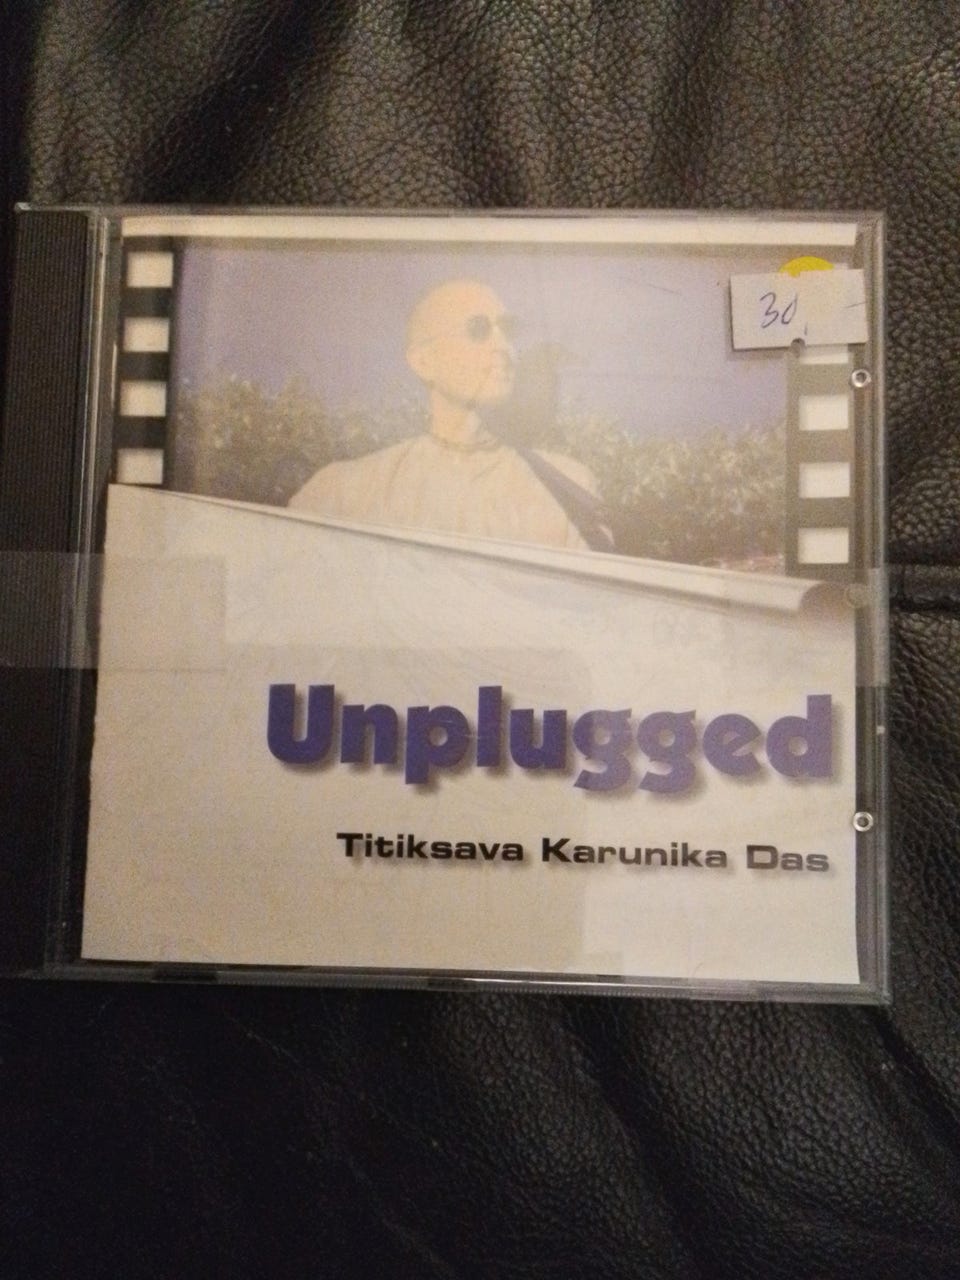 30,-
Unplugged
Titiksava Karunika Das